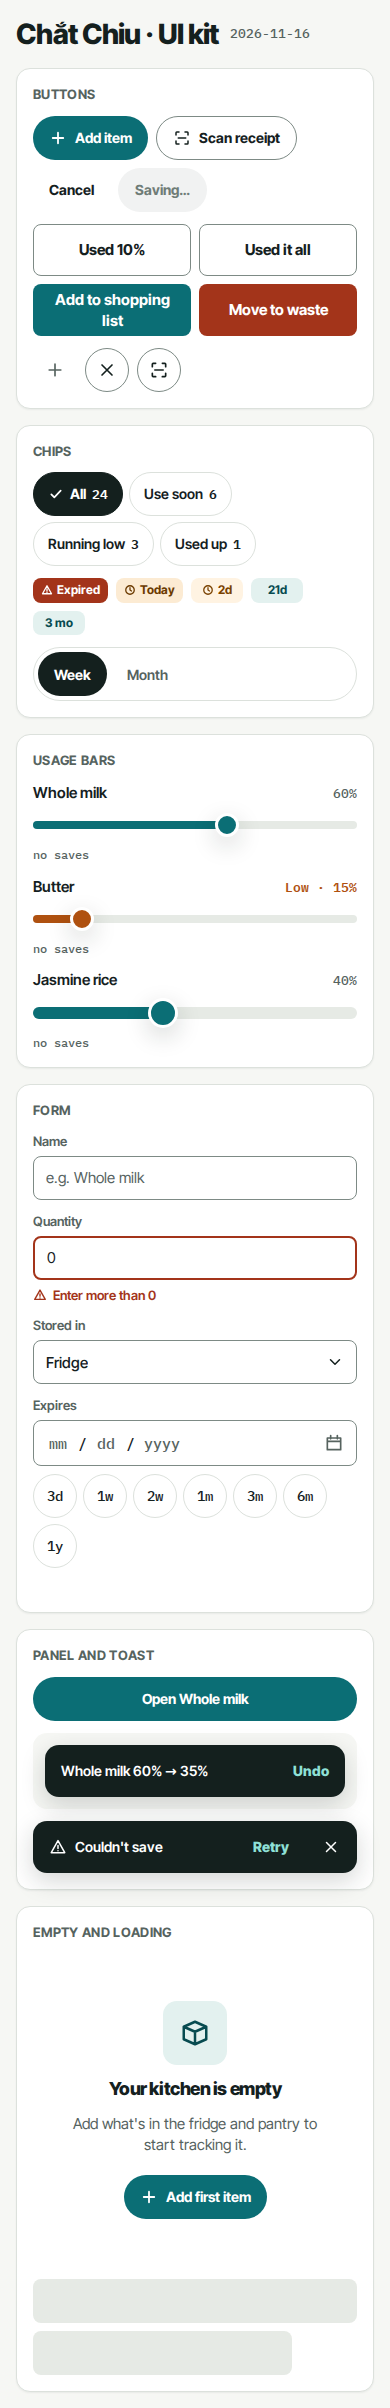 Chắt Chiu · UI kit 2026-11-16
BUTTONS
Add item Scan receipt
Cancel Saving...
Used 10% Used it all
Add to shopping list Move to waste
CHIPS
All 24 Use soon 6
Running low 3 Used up 1
Expired Today 2d 21d
3 mo
Week Month
USAGE BARS
Whole milk 60%
no saves
Butter Low · 15%
no saves
Jasmine rice 40%
no saves
FORM
Name
e.g. Whole milk
Quantity
0
Enter more than 0
Stored in
Fridge
Expires
mm / dd / yyyy
3d 1w 2w 1m 3m 6m
1y
PANEL AND TOAST
Open Whole milk
Whole milk 60% → 35% Undo
Couldn't save Retry
EMPTY AND LOADING
Your kitchen is empty
Add what's in the fridge and pantry to
start tracking it.
Add first item